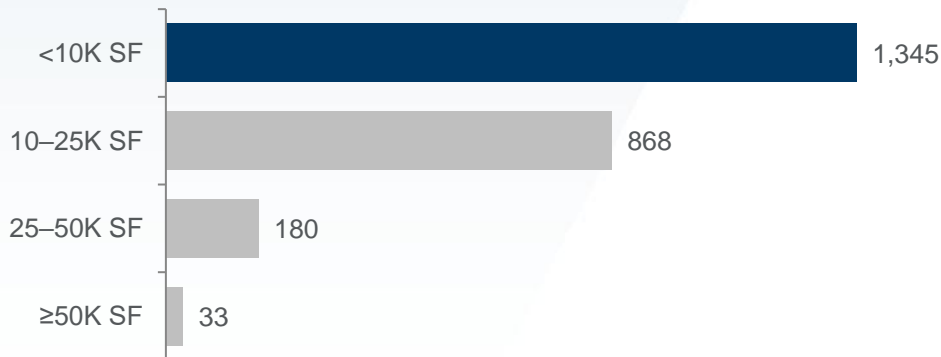 <10K SF 1,345
10–25K SF 868
25–50K SF 180
≥50K SF 33